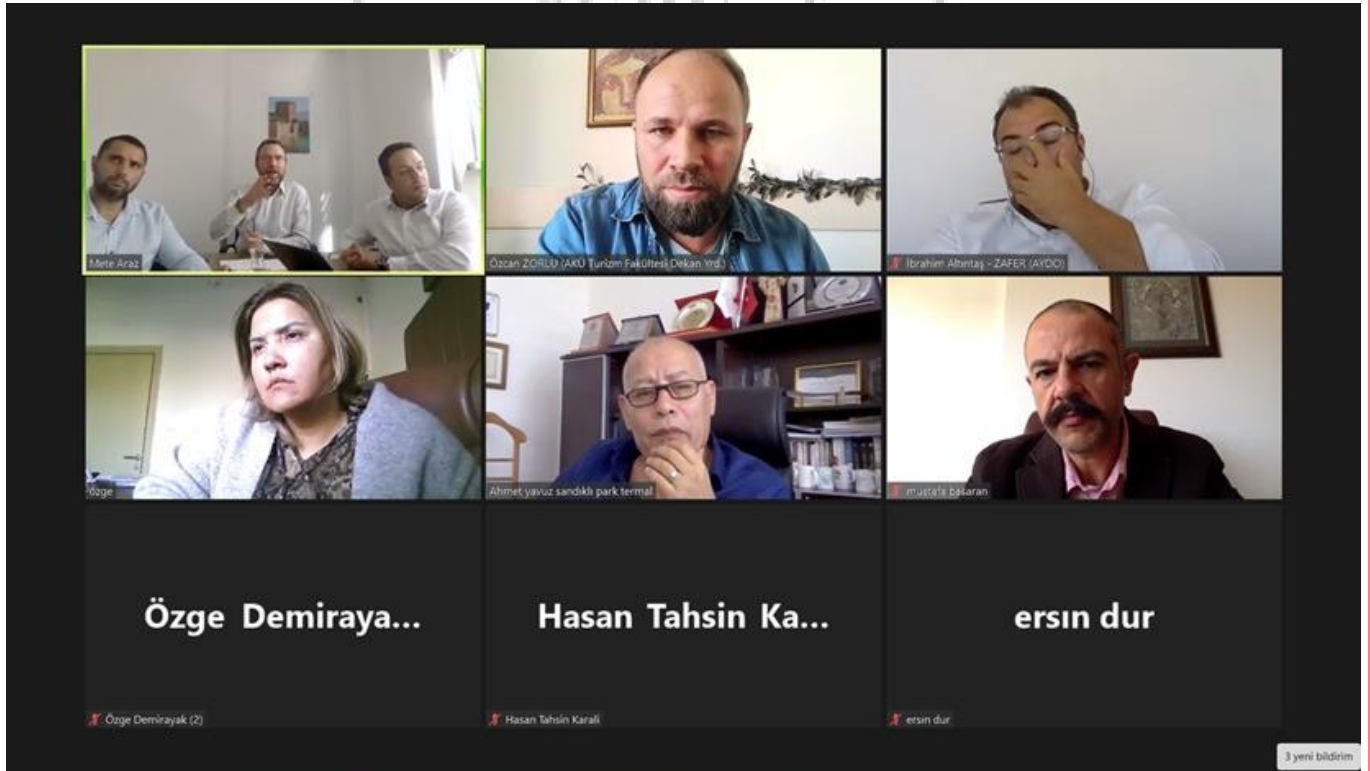 Mete Araz
Özcan ZORLU (AKÜ Turizm Fakültesi Dekan Yrd.)
İbrahim Altıntaş - ZAFER (AYDO)
özge
Ahmet yavuz sandıklı park termal
mustafa basaran
Özge Demiraya...
Hasan Tahsin Ka...
ersın dur
Özge Demirayak (2)
Hasan Tahsin Karali
ersın dur
3 yeni bildirim